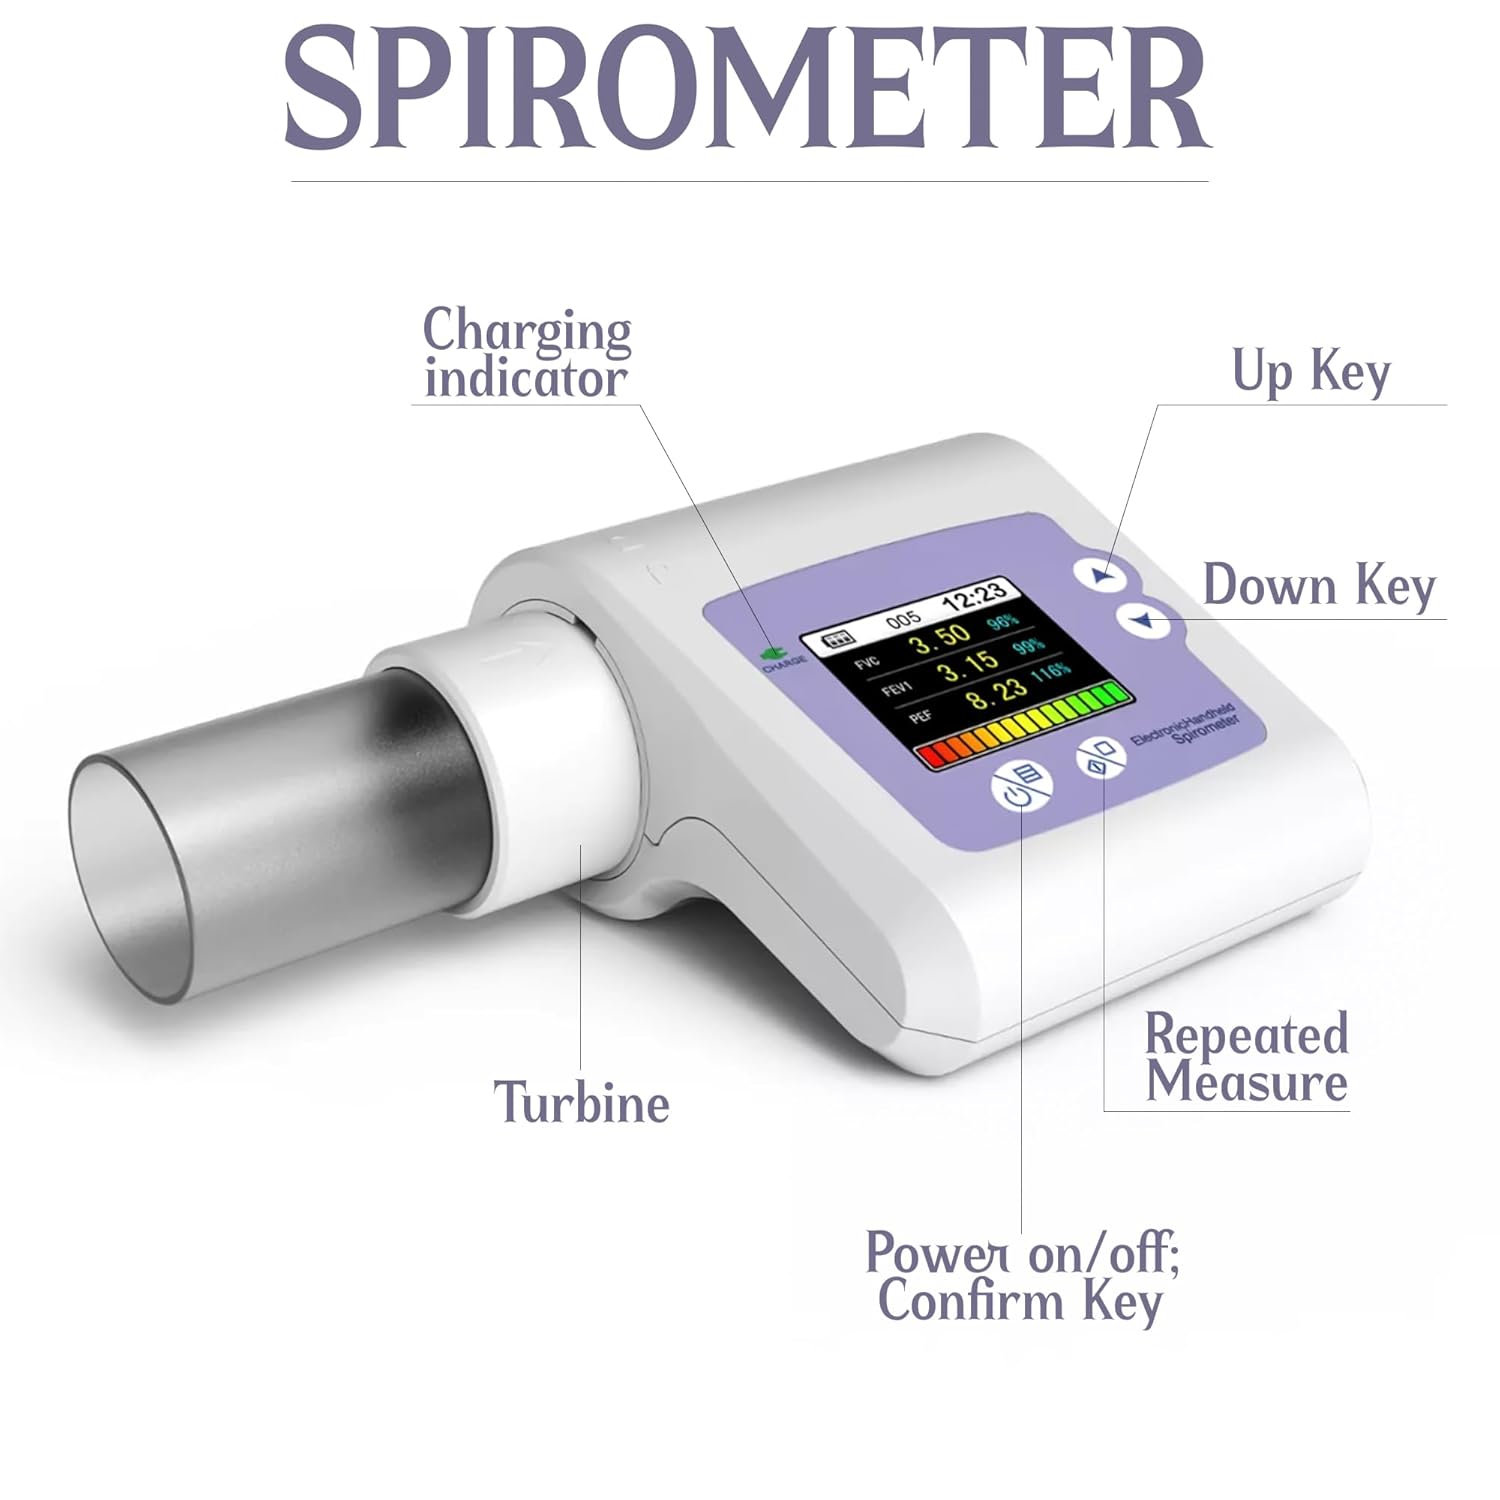 SPIROMETER
Charging
indicator
Up Key
Down Key
CHARGE
005 12:23
FVC 3.50 96%
FEV1 3.15 99%
PEF 8.23 116%
Electronic Handheld
Spirometer
Turbine
Repeated
Measure
Power on/off;
Confirm Key